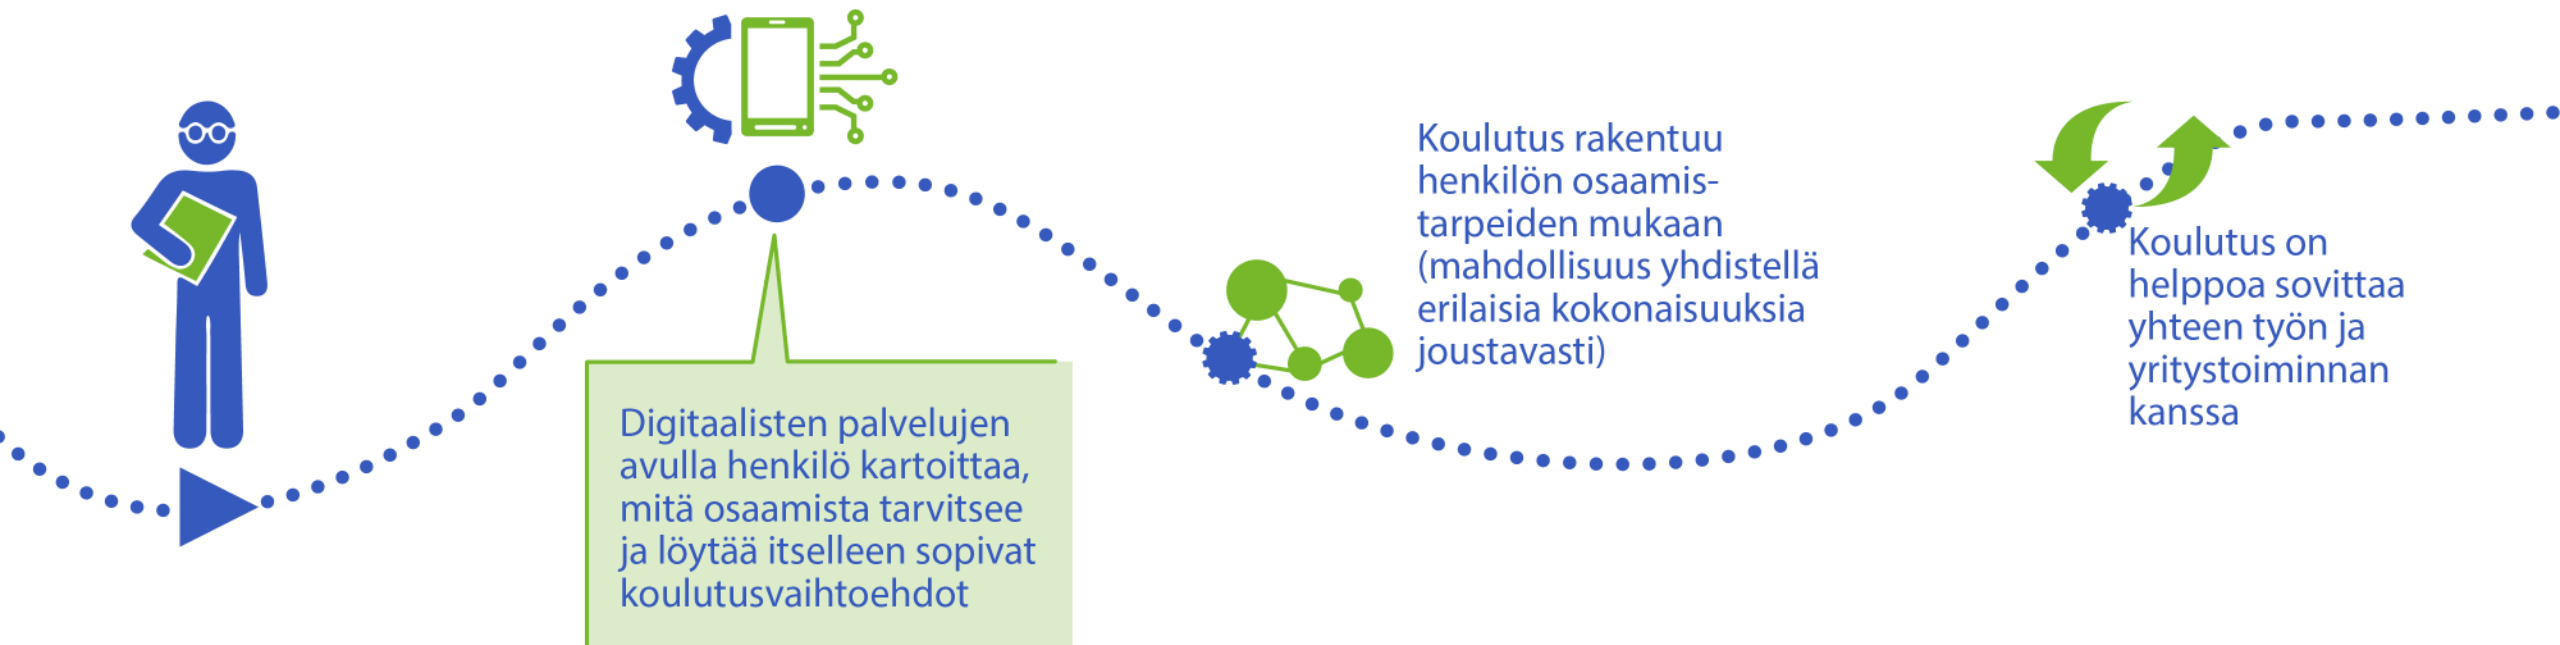 Digitaalisten palvelujen
avulla henkilö kartoittaa,
mitä osaamista tarvitsee
ja löytää itselleen sopivat
koulutusvaihtoehdot
Koulutus rakentuu
henkilön osaamis-
tarpeiden mukaan
(mahdollisuus yhdistellä
erilaisia kokonaisuuksia
joustavasti)
Koulutus on
helppoa sovittaa
yhteen työn ja
yritystoiminnan
kanssa